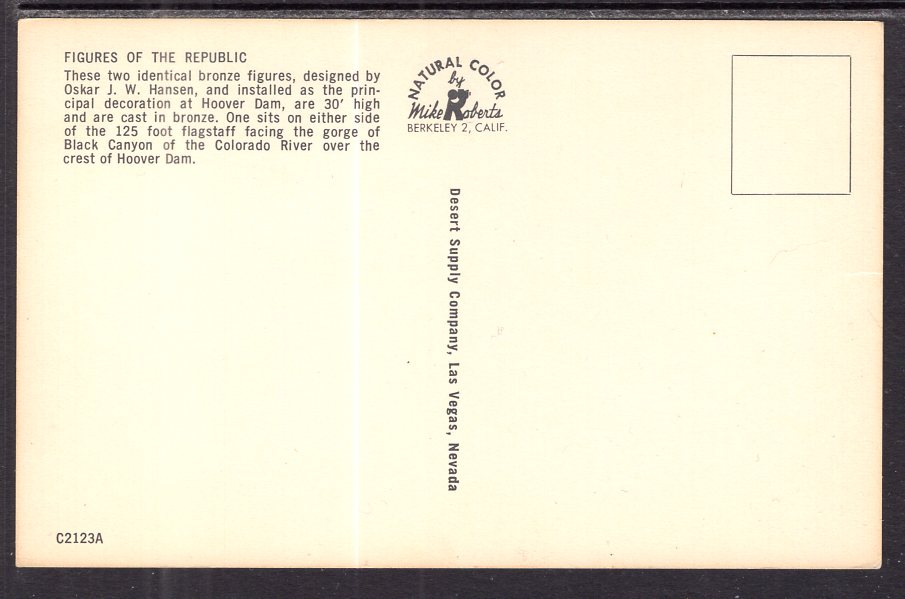 FIGURES OF THE REPUBLIC
These two identical bronze figures, designed by
Oskar J. W. Hansen, and installed as the prin-
cipal decoration at Hoover Dam, are 30' high
and are cast in bronze. One sits on either side
of the 125 foot flagstaff facing the gorge of
Black Canyon of the Colorado River over the
crest of Hoover Dam.
NATURAL COLOR
by
Mike Roberts
BERKELEY 2, CALIF.
Desert Supply Company, Las Vegas, Nevada
C2123A